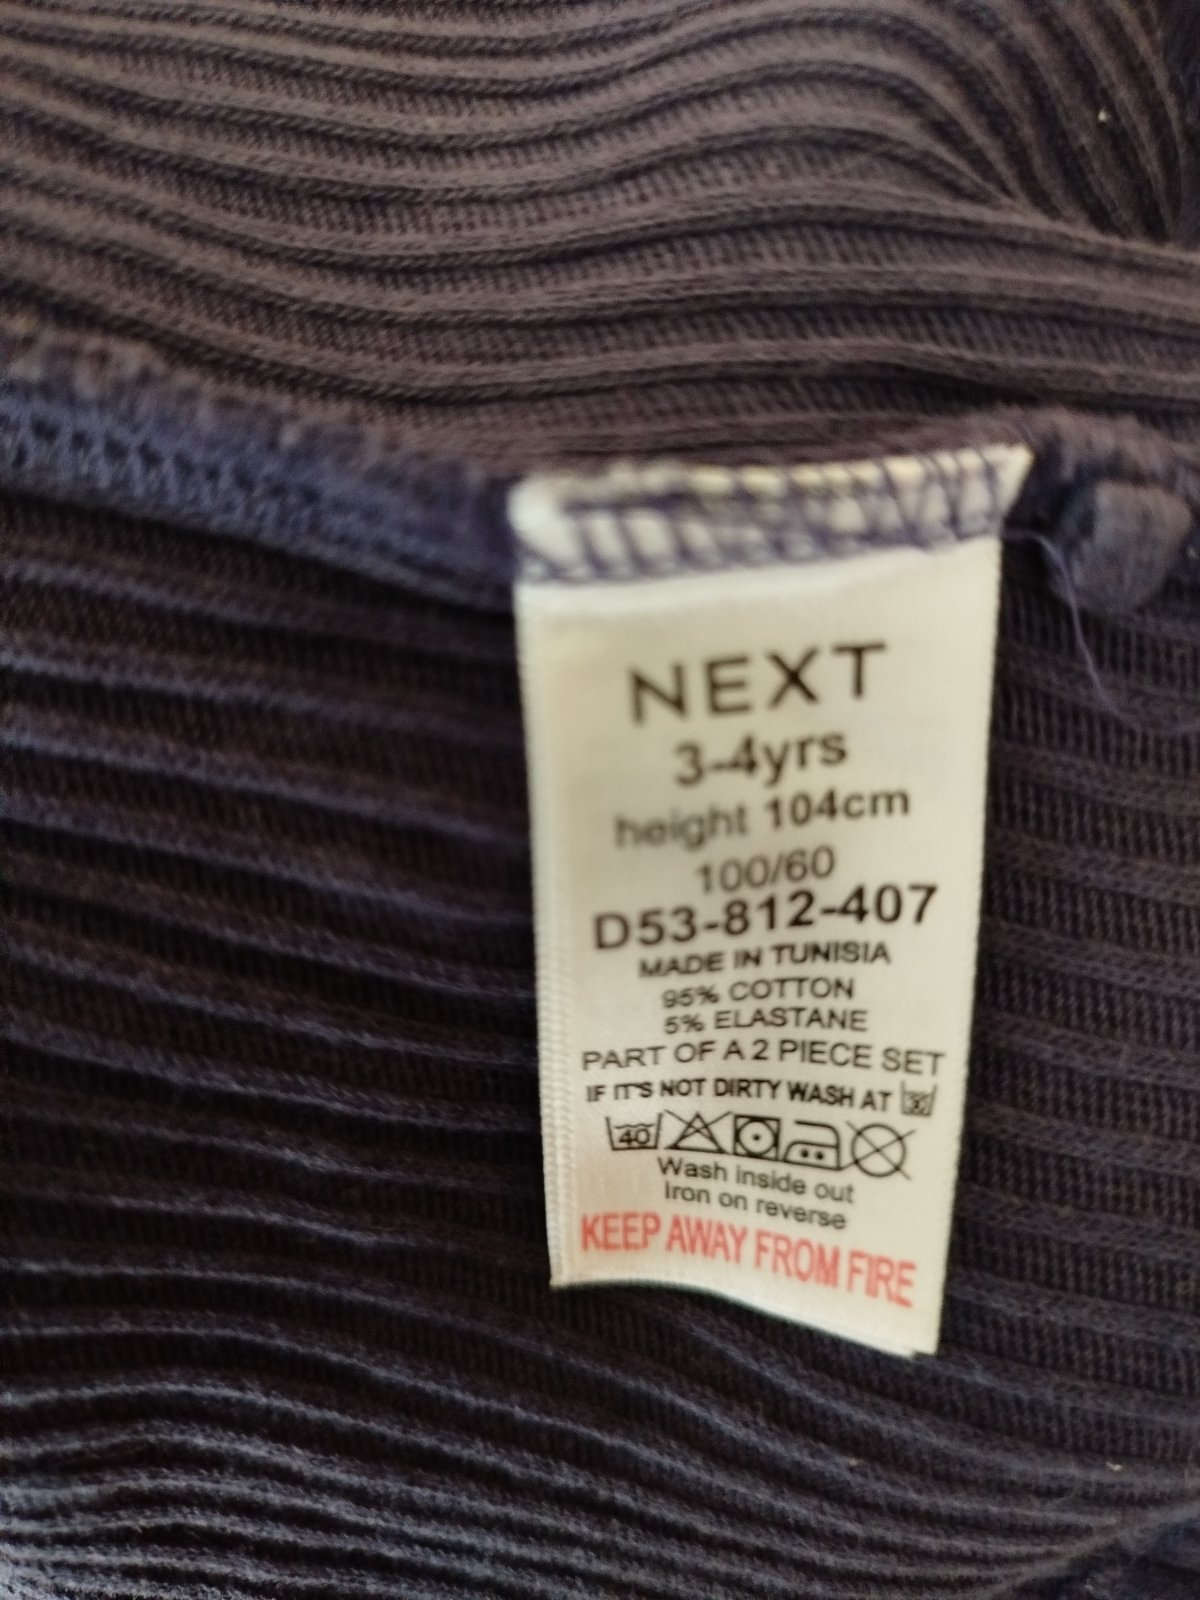 NEXT
3-4yrs
height 104cm
100/60
D53-812-407
MADE IN TUNISIA
95% COTTON
5% ELASTANE
PART OF A 2 PIECE SET
IF IT'S NOT DIRTY WASH AT 30
40
Wash inside out
Iron on reverse
KEEP AWAY FROM FIRE